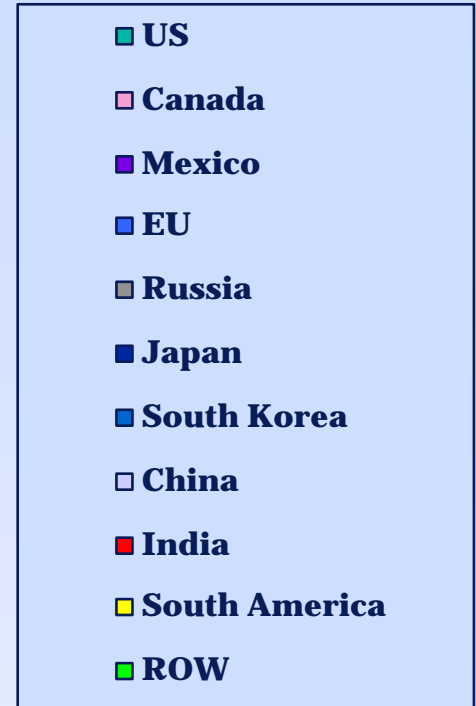 US
Canada
Mexico
EU
Russia
Japan
South Korea
China
India
South America
ROW